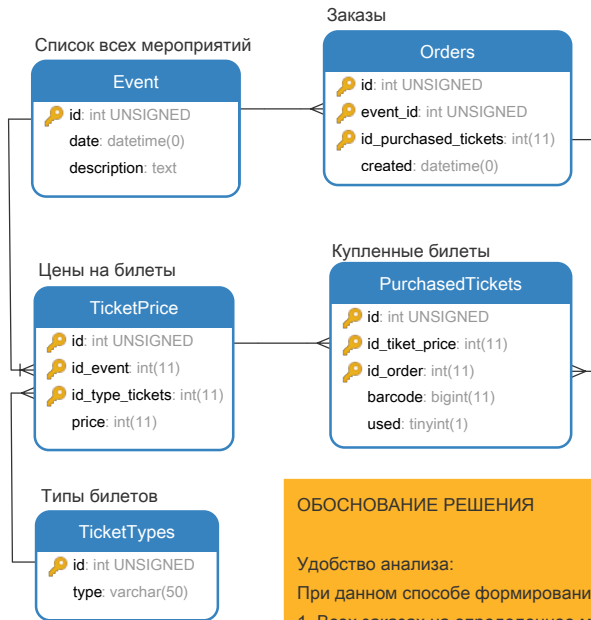 Список всех мероприятий
Event
id: int UNSIGNED
date: datetime(0)
description: text
Заказы
Orders
id: int UNSIGNED
event_id: int UNSIGNED
id_purchased_tickets: int(11)
created: datetime(0)
Цены на билеты
TicketPrice
id: int UNSIGNED
id_event: int(11)
id_type_tickets: int(11)
price: int(11)
Купленные билеты
PurchasedTickets
id: int UNSIGNED
id_tiket_price: int(11)
id_order: int(11)
barcode: bigint(11)
used: tinyint(1)
Типы билетов
TicketTypes
id: int UNSIGNED
type: varchar(50)
ОБОСНОВАНИЕ РЕШЕНИЯ
Удобство анализа:
При данном способе формировани